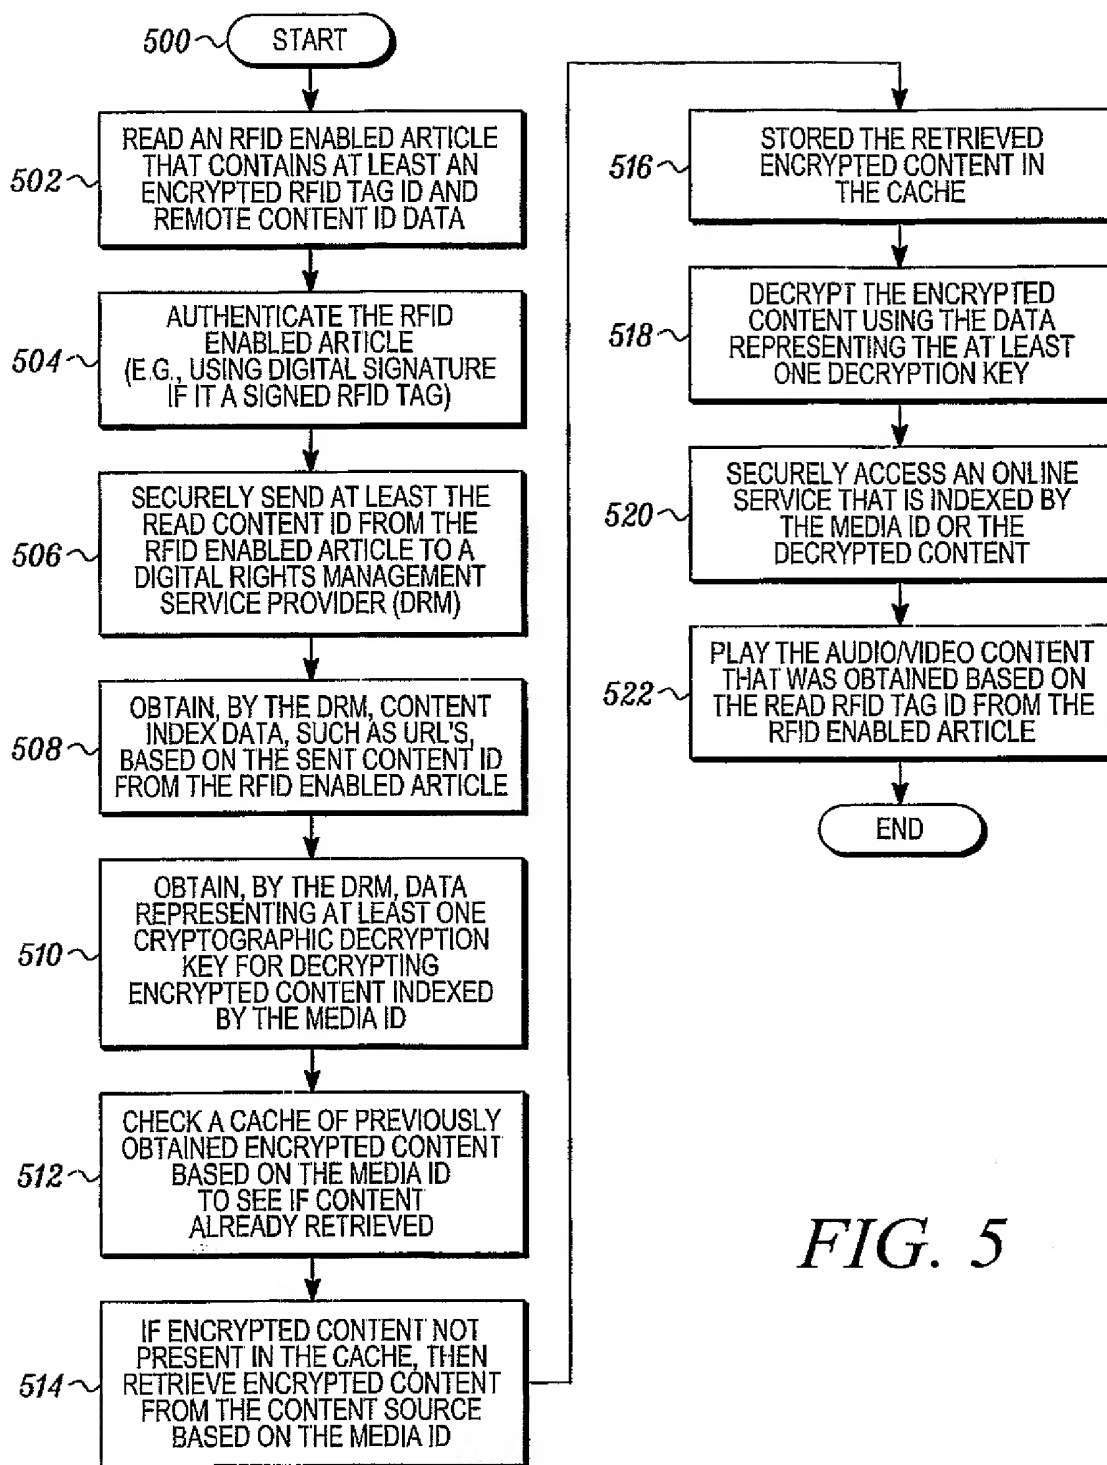 500
START
502
READ AN RFID ENABLED ARTICLE
THAT CONTAINS AT LEAST AN
ENCRYPTED RFID TAG ID AND
REMOTE CONTENT ID DATA
504
AUTHENTICATE THE RFID
ENABLED ARTICLE
(E.G., USING DIGITAL SIGNATURE
IF IT A SIGNED RFID TAG)
506
SECURELY SEND AT LEAST THE
READ CONTENT ID FROM THE
RFID ENABLED ARTICLE TO A
DIGITAL RIGHTS MANAGEMENT
SERVICE PROVIDER (DRM)
508
OBTAIN, BY THE DRM, CONTENT
INDEX DATA, SUCH AS URL'S,
BASED ON THE SENT CONTENT ID
FROM THE RFID ENABLED ARTICLE
510
OBTAIN, BY THE DRM, DATA
REPRESENTING AT LEAST ONE
CRYPTOGRAPHIC DECRYPTION
KEY FOR DECRYPTING
ENCRYPTED CONTENT INDEXED
BY THE MEDIA ID
512
CHECK A CACHE OF PREVIOUSLY
OBTAINED ENCRYPTED CONTENT
BASED ON THE MEDIA ID
TO SEE IF CONTENT
ALREADY RETRIEVED
514
IF ENCRYPTED CONTENT NOT
PRESENT IN THE CACHE, THEN
RETRIEVE ENCRYPTED CONTENT
FROM THE CONTENT SOURCE
BASED ON THE MEDIA ID
516
STORED THE RETRIEVED
ENCRYPTED CONTENT IN
THE CACHE
518
DECRYPT THE ENCRYPTED
CONTENT USING THE DATA
REPRESENTING THE AT LEAST
ONE DECRYPTION KEY
520
SECURELY ACCESS AN ONLINE
SERVICE THAT IS INDEXED BY
THE MEDIA ID OR THE
DECRYPTED CONTENT
522
PLAY THE AUDIO/VIDEO CONTENT
THAT WAS OBTAINED BASED ON
THE READ RFID TAG ID FROM THE
RFID ENABLED ARTICLE
END
FIG. 5